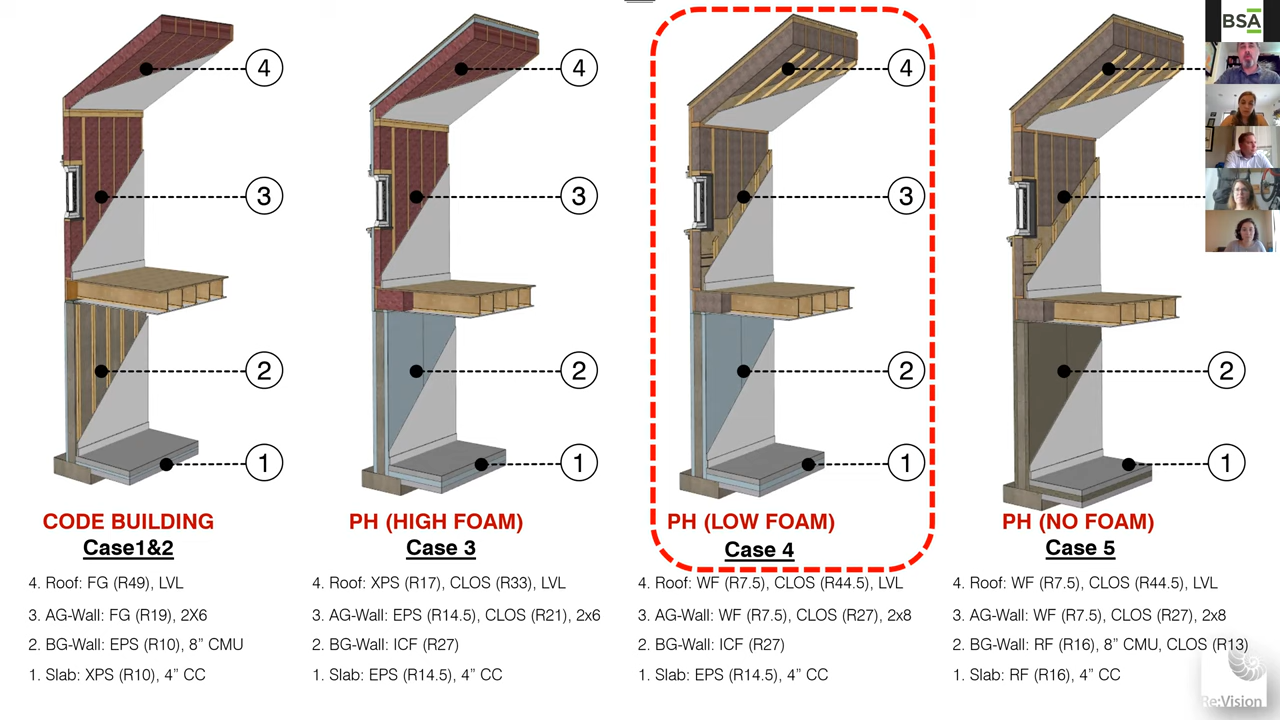 BSA
4
3
2
1
CODE BUILDING
Case1&2
4. Roof: FG (R49), LVL
3. AG-Wall: FG (R19), 2X6
2. BG-Wall: EPS (R10), 8” CMU
1. Slab: XPS (R10), 4” CC
4
3
2
1
PH (HIGH FOAM)
Case 3
4. Roof: XPS (R17), CLOS (R33), LVL
3. AG-Wall: EPS (R14.5), CLOS (R21), 2x6
2. BG-Wall: ICF (R27)
1. Slab: EPS (R14.5), 4” CC
4
3
2
1
PH (LOW FOAM)
Case 4
4. Roof: WF (R7.5), CLOS (R44.5), LVL
3. AG-Wall: WF (R7.5), CLOS (R27), 2x8
2. BG-Wall: ICF (R27)
1. Slab: EPS (R14.5), 4” CC
2
1
PH (NO FOAM)
Case 5
4. Roof: WF (R7.5), CLOS (R44.5), LVL
3. AG-Wall: WF (R7.5), CLOS (R27), 2x8
2. BG-Wall: RF (R16), 8” CMU, CLOS (R13)
1. Slab: RF (R16), 4” CC
Re:Vision